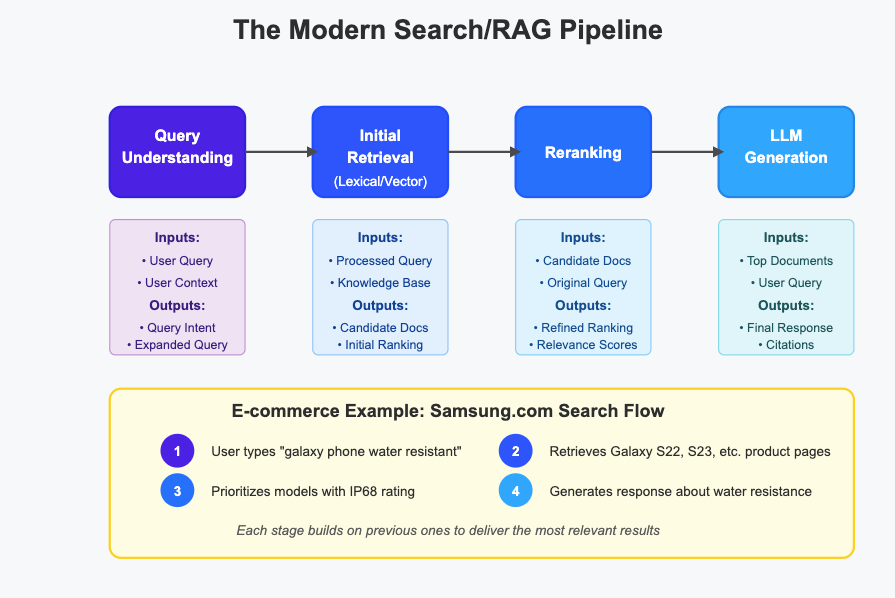 The Modern Search/RAG Pipeline
Query
Understanding
Initial
Retrieval
(Lexical/Vector)
Reranking
LLM
Generation
Inputs:
• User Query
• User Context
Outputs:
• Query Intent
• Expanded Query
Inputs:
• Processed Query
• Knowledge Base
Outputs:
• Candidate Docs
• Initial Ranking
Inputs:
• Candidate Docs
• Original Query
Outputs:
• Refined Ranking
• Relevance Scores
Inputs:
• Top Documents
• User Query
Outputs:
• Final Response
• Citations
E-commerce Example: Samsung.com Search Flow
1 User types "galaxy phone water resistant"
2 Retrieves Galaxy S22, S23, etc. product pages
3 Prioritizes models with IP68 rating
4 Generates response about water resistance
Each stage builds on previous ones to deliver the most relevant results